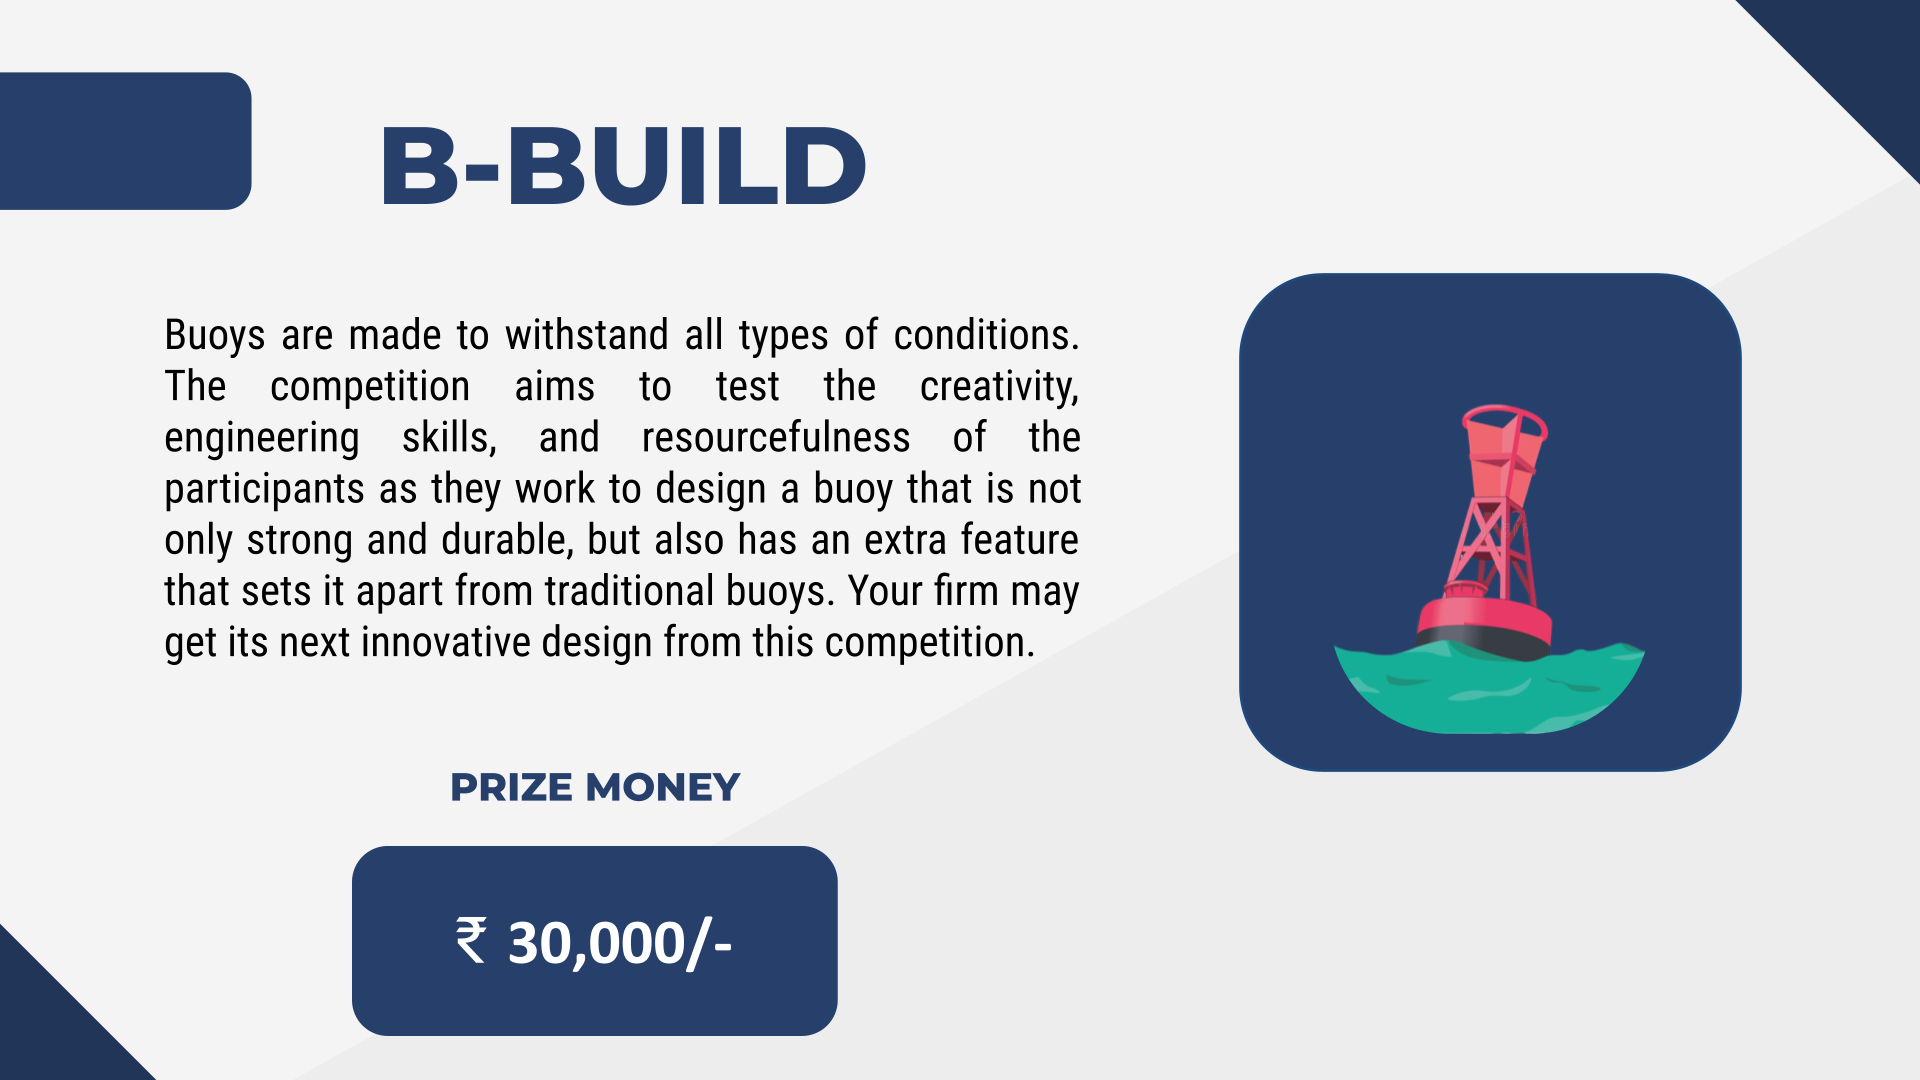 B-BUILD
Buoys are made to withstand all types of conditions.
The competition aims to test the creativity,
engineering skills, and resourcefulness of the
participants as they work to design a buoy that is not
only strong and durable, but also has an extra feature
that sets it apart from traditional buoys. Your firm may
get its next innovative design from this competition.
PRIZE MONEY
₹ 30,000/-